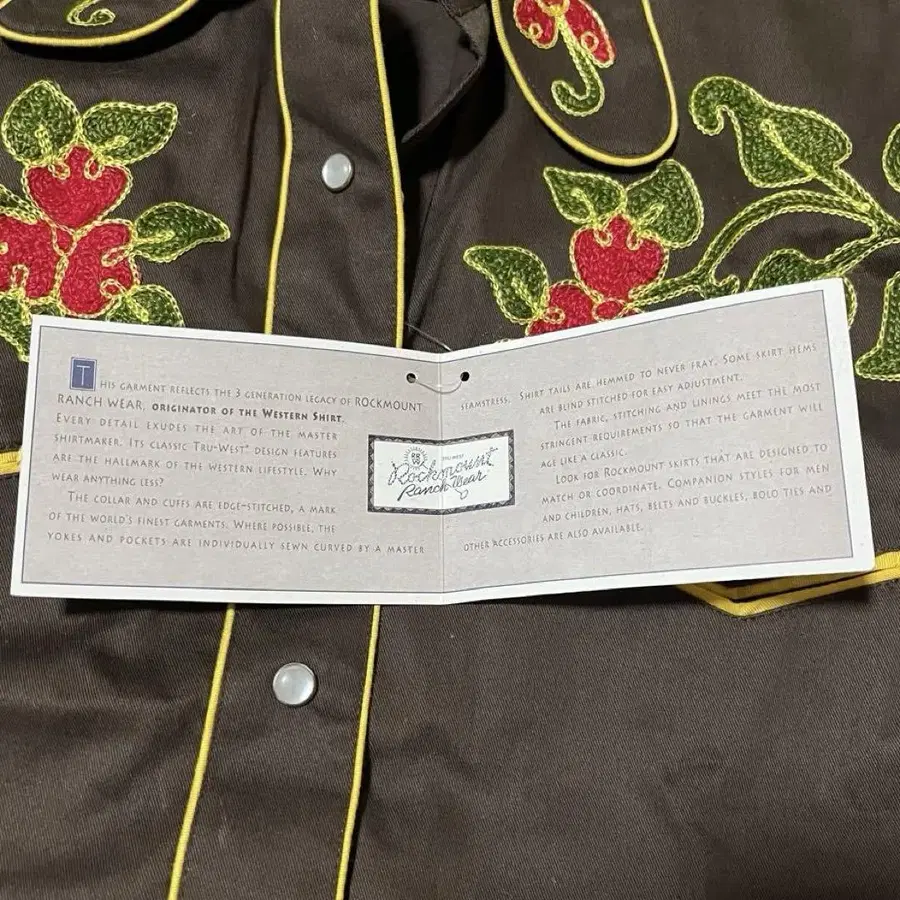 THIS GARMENT REFLECTS THE 3 GENERATION LEGACY OF ROCKMOUNT
RANCH WEAR, ORIGINATOR OF THE WESTERN SHIRT.
EVERY DETAIL EXUDES THE ART OF THE MASTER
SHIRTMAKER. ITS CLASSIC TRU-WEST® DESIGN FEATURES
ARE THE HALLMARK OF THE WESTERN LIFESTYLE. WHY
WEAR ANYTHING LESS?
THE COLLAR AND CUFFS ARE EDGE-STITCHED, A MARK
OF THE WORLD'S FINEST GARMENTS. WHERE POSSIBLE, THE
YOKES AND POCKETS ARE INDIVIDUALLY SEWN CURVED BY A MASTER
SEAMSTRESS. SHIRT TAILS ARE HEMMED TO NEVER FRAY. SOME SKIRT HEMS
ARE BLIND STITCHED FOR EASY ADJUSTMENT.
THE FABRIC, STITCHING AND LININGS MEET THE MOST
STRINGENT REQUIREMENTS SO THAT THE GARMENT WILL
AGE LIKE A CLASSIC.
LOOK FOR ROCKMOUNT SKIRTS THAT ARE DESIGNED TO
MATCH OR COORDINATE. COMPANION STYLES FOR MEN
AND CHILDREN, HATS, BELTS AND BUCKLES, BOLO TIES AND
OTHER ACCESSORIES ARE ALSO AVAILABLE.
TRU-WEST
Rockmount
Ranch Wear